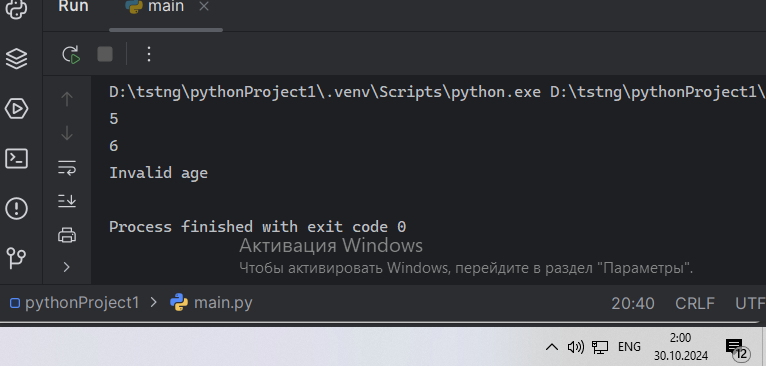 Run main
D:\tstng\pythonProject1\.venv\Scripts\python.exe D:\tstng\pythonProject1\
5
6
Invalid age
Process finished with exit code 0
Активация Windows
Чтобы активировать Windows, перейдите в раздел "Параметры".
pythonProject1 > main.py 20:40 CRLF UTF
ENG 2:00
30.10.2024 12